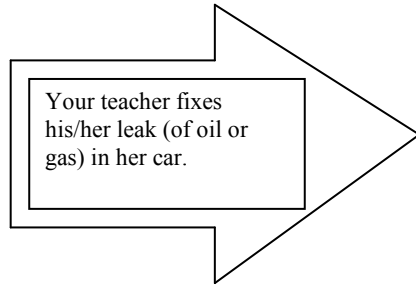 Your teacher fixes
his/her leak (of oil or
gas) in her car.